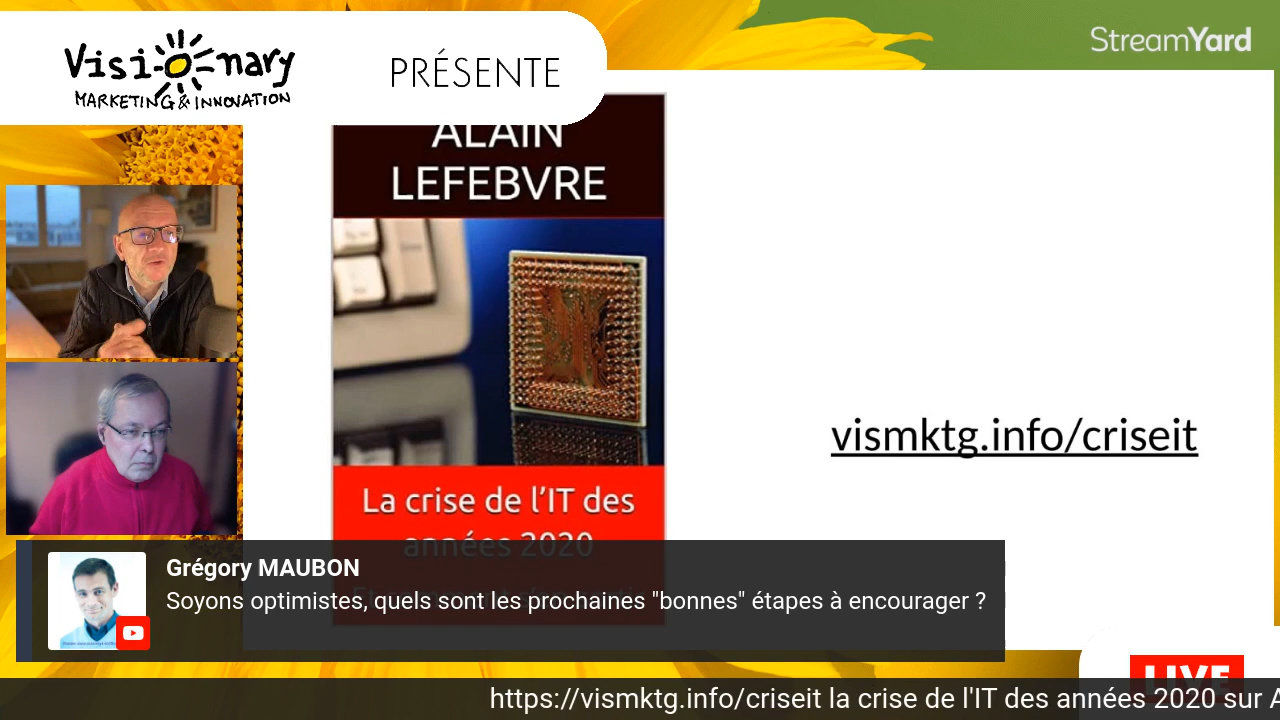 Visionary
MARKETING & INNOVATION
PRÉSENTE
StreamYard
ALAIN
LEFEBVRE
La crise de l’IT des
années 2020
vismktg.info/criseit
Grégory MAUBON
Soyons optimistes, quels sont les prochaines "bonnes" étapes à encourager ?
LIVE
https://vismktg.info/criseit la crise de l'IT des années 2020 sur A